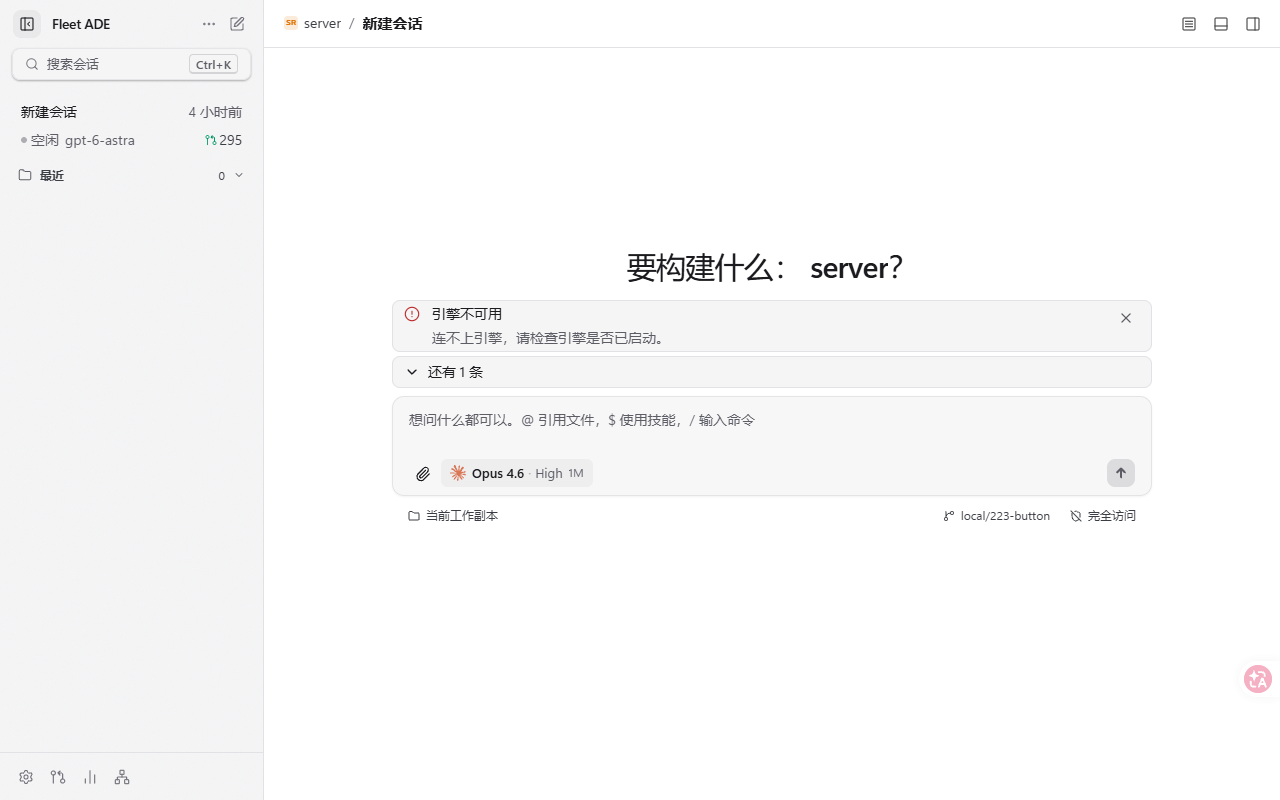 Fleet ADE
搜索会话 Ctrl+K
新建会话 4 小时前
空闲 gpt-6-astra 295
最近 0
SR server / 新建会话
要构建什么： server？
引擎不可用
连不上引擎，请检查引擎是否已启动。
还有 1 条
想问什么都可以。@ 引用文件，$ 使用技能，/ 输入命令
Opus 4.6 · High 1M
当前工作副本 local/223-button 完全访问